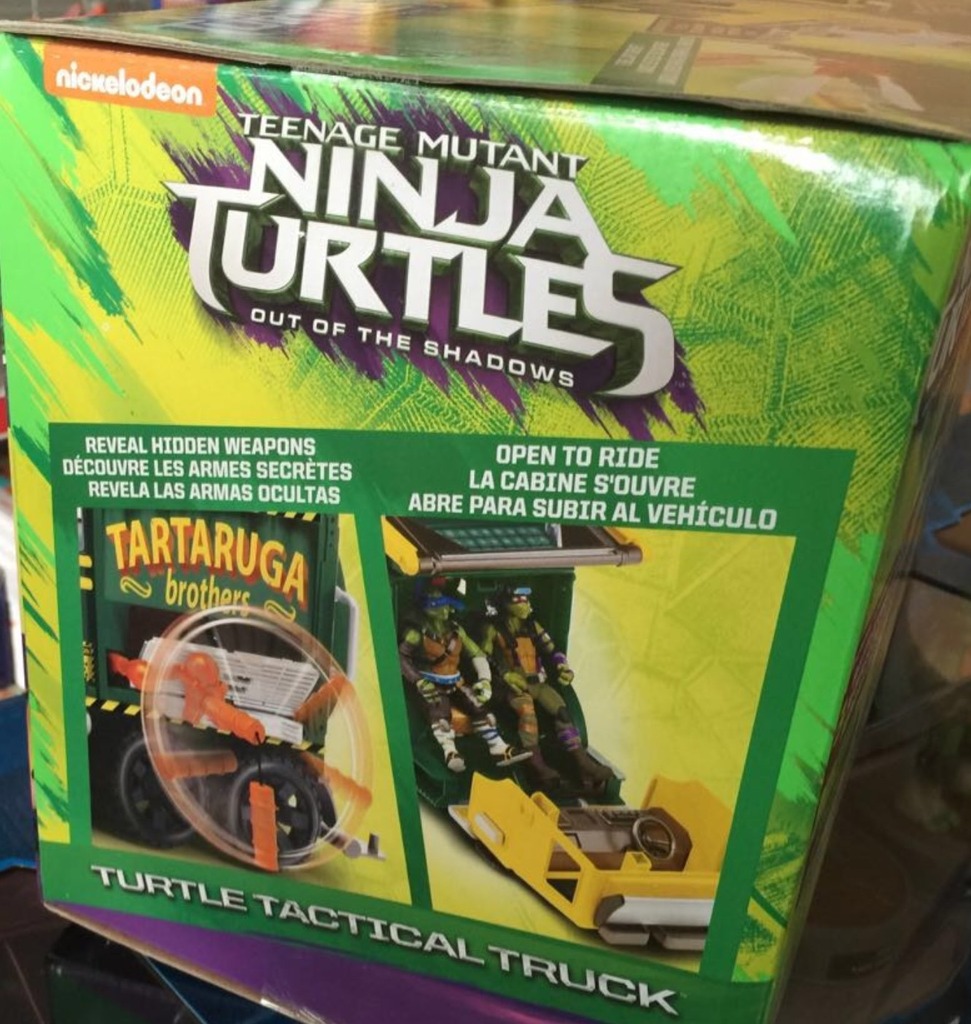 nickelodeon
TEENAGE MUTANT
NINJA
TURTLES
OUT OF THE SHADOWS
REVEAL HIDDEN WEAPONS
DÉCOUVRE LES ARMES SECRÈTES
REVELA LAS ARMAS OCULTAS
OPEN TO RIDE
LA CABINE S'OUVRE
ABRE PARA SUBIR AL VEHÍCULO
TARTARUGA
brothers
TURTLE TACTICAL TRUCK